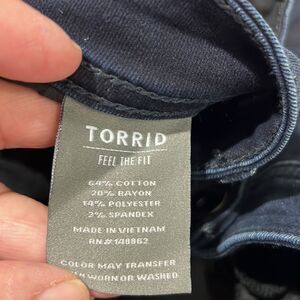 TORRID
FEEL THE FIT
64% COTTON
20% RAYON
14% POLYESTER
2% SPANDEX
MADE IN VIETNAM
RN#148862
COLOR MAY TRANSFER
WORN OR WASHED